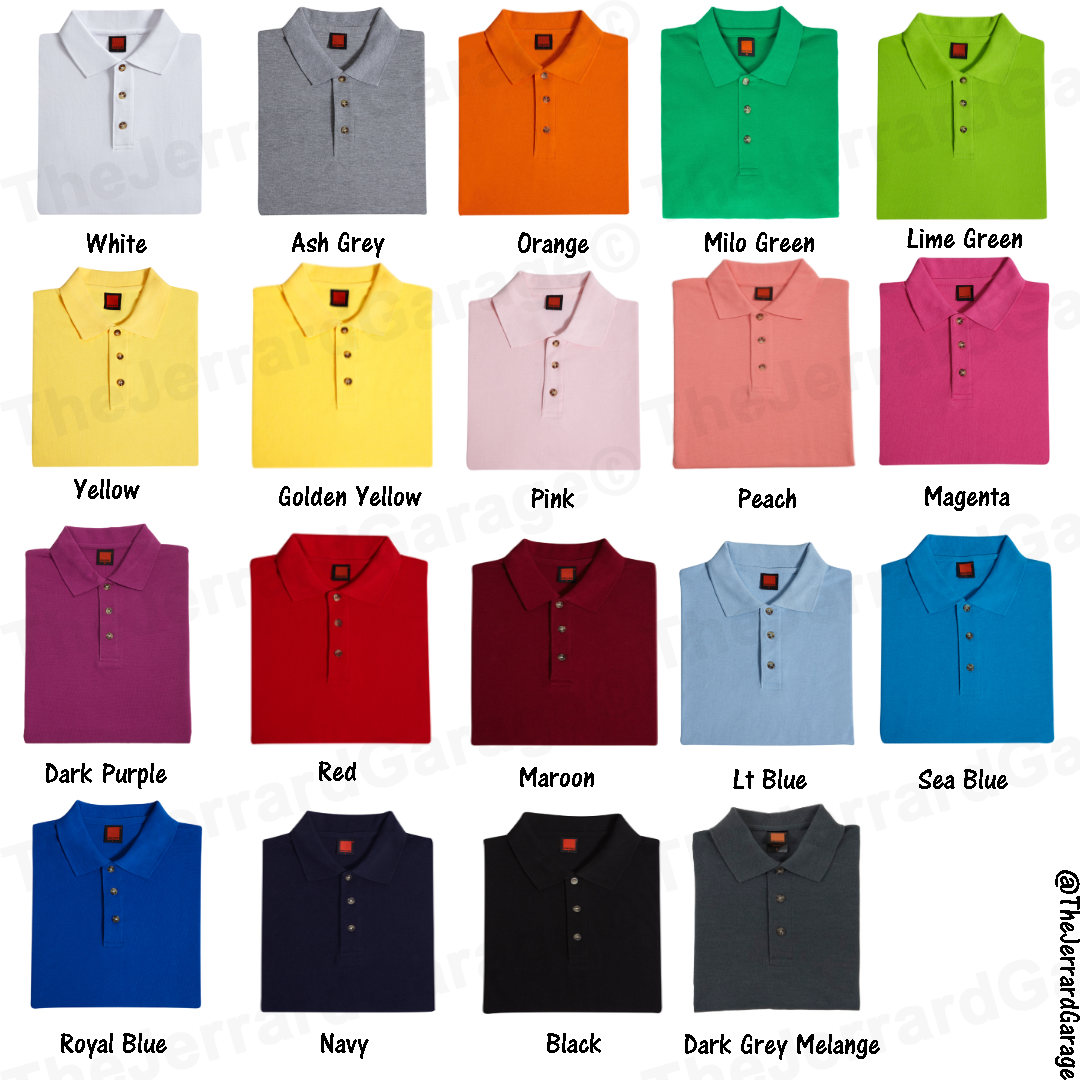 White
Ash Grey
Orange
Milo Green
Lime Green
Yellow
Golden Yellow
Pink
Peach
Magenta
Dark Purple
Red
Maroon
Lt Blue
Sea Blue
Royal Blue
Navy
Black
Dark Grey Melange
@TheJerrardGarage
TheJerrardGarage©